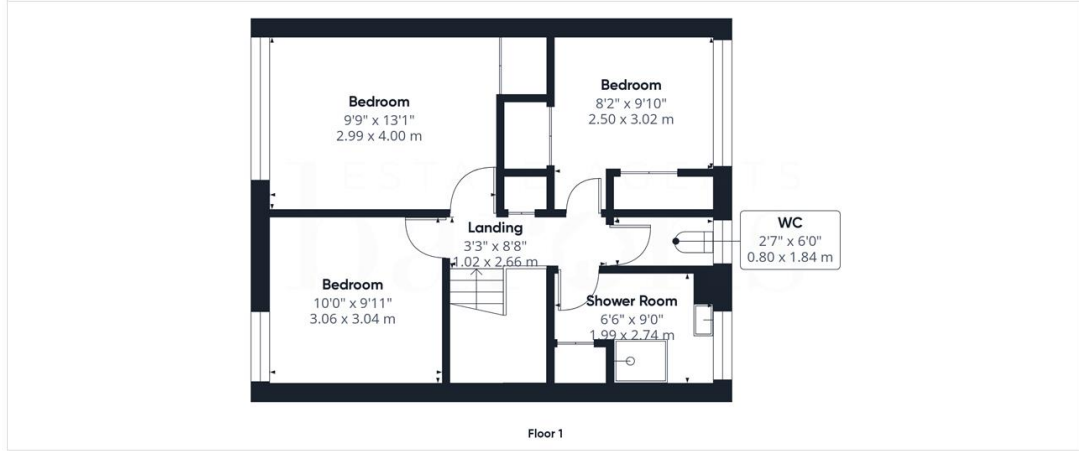 Bedroom
9'9" x 13'1"
2.99 x 4.00 m
Bedroom
8'2" x 9'10"
2.50 x 3.02 m
ESTATE AGENTS
Landing
3'3" x 8'8"
1.02 x 2.66 m
WC
2'7" x 6'0"
0.80 x 1.84 m
Bedroom
10'0" x 9'11"
3.06 x 3.04 m
Shower Room
6'6" x 9'0"
1.99 x 2.74 m
Floor 1